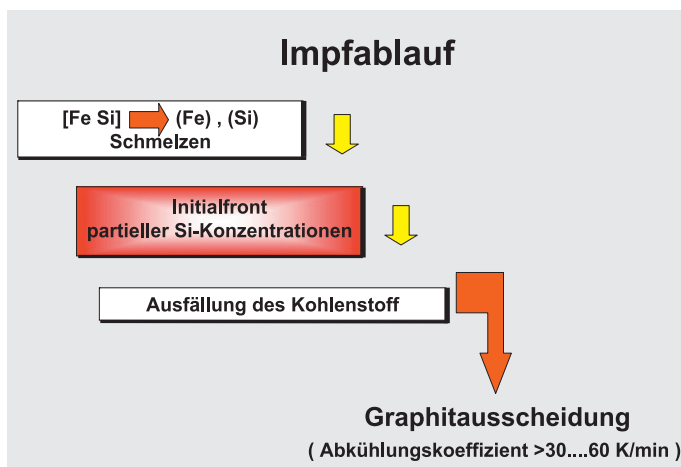 Impfablauf
[Fe Si] (Fe) , (Si)
Schmelzen
Initialfront
partieller Si-Konzentrationen
Ausfällung des Kohlenstoff
Graphitausscheidung
( Abkühlungskoeffizient >30....60 K/min )